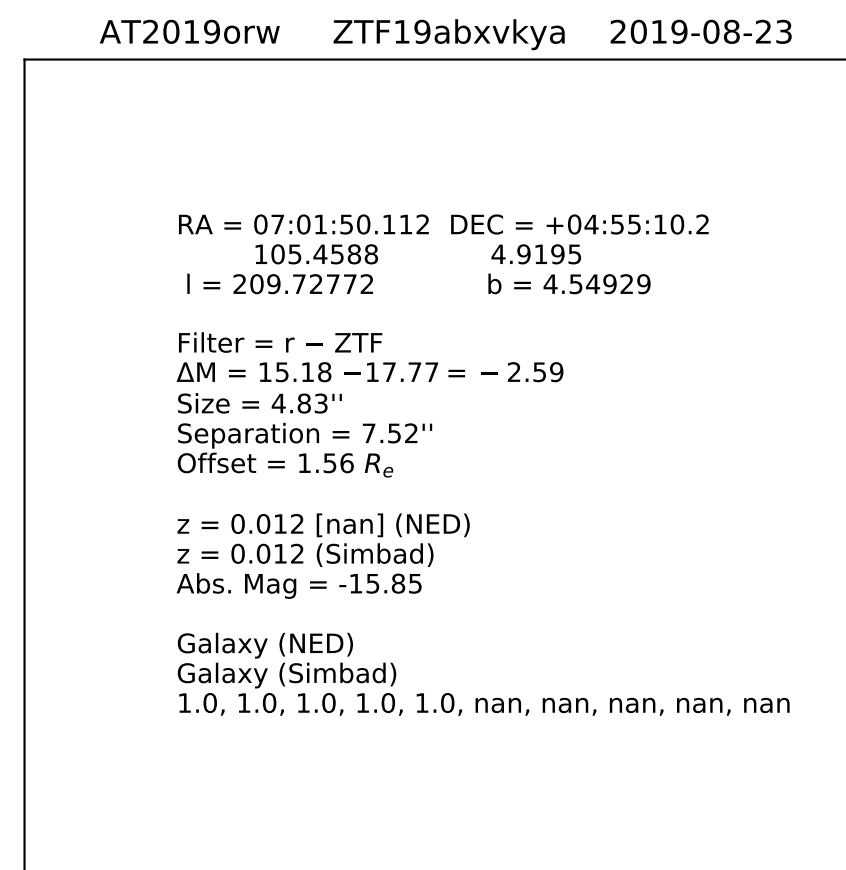 AT2019orw ZTF19abxvkya 2019-08-23
RA = 07:01:50.112 DEC = +04:55:10.2
105.4588 4.9195
l = 209.72772 b = 4.54929
Filter = r − ZTF
ΔM = 15.18 −17.77 = − 2.59
Size = 4.83''
Separation = 7.52''
Offset = 1.56 Re
z = 0.012 [nan] (NED)
z = 0.012 (Simbad)
Abs. Mag = -15.85
Galaxy (NED)
Galaxy (Simbad)
1.0, 1.0, 1.0, 1.0, 1.0, nan, nan, nan, nan, nan